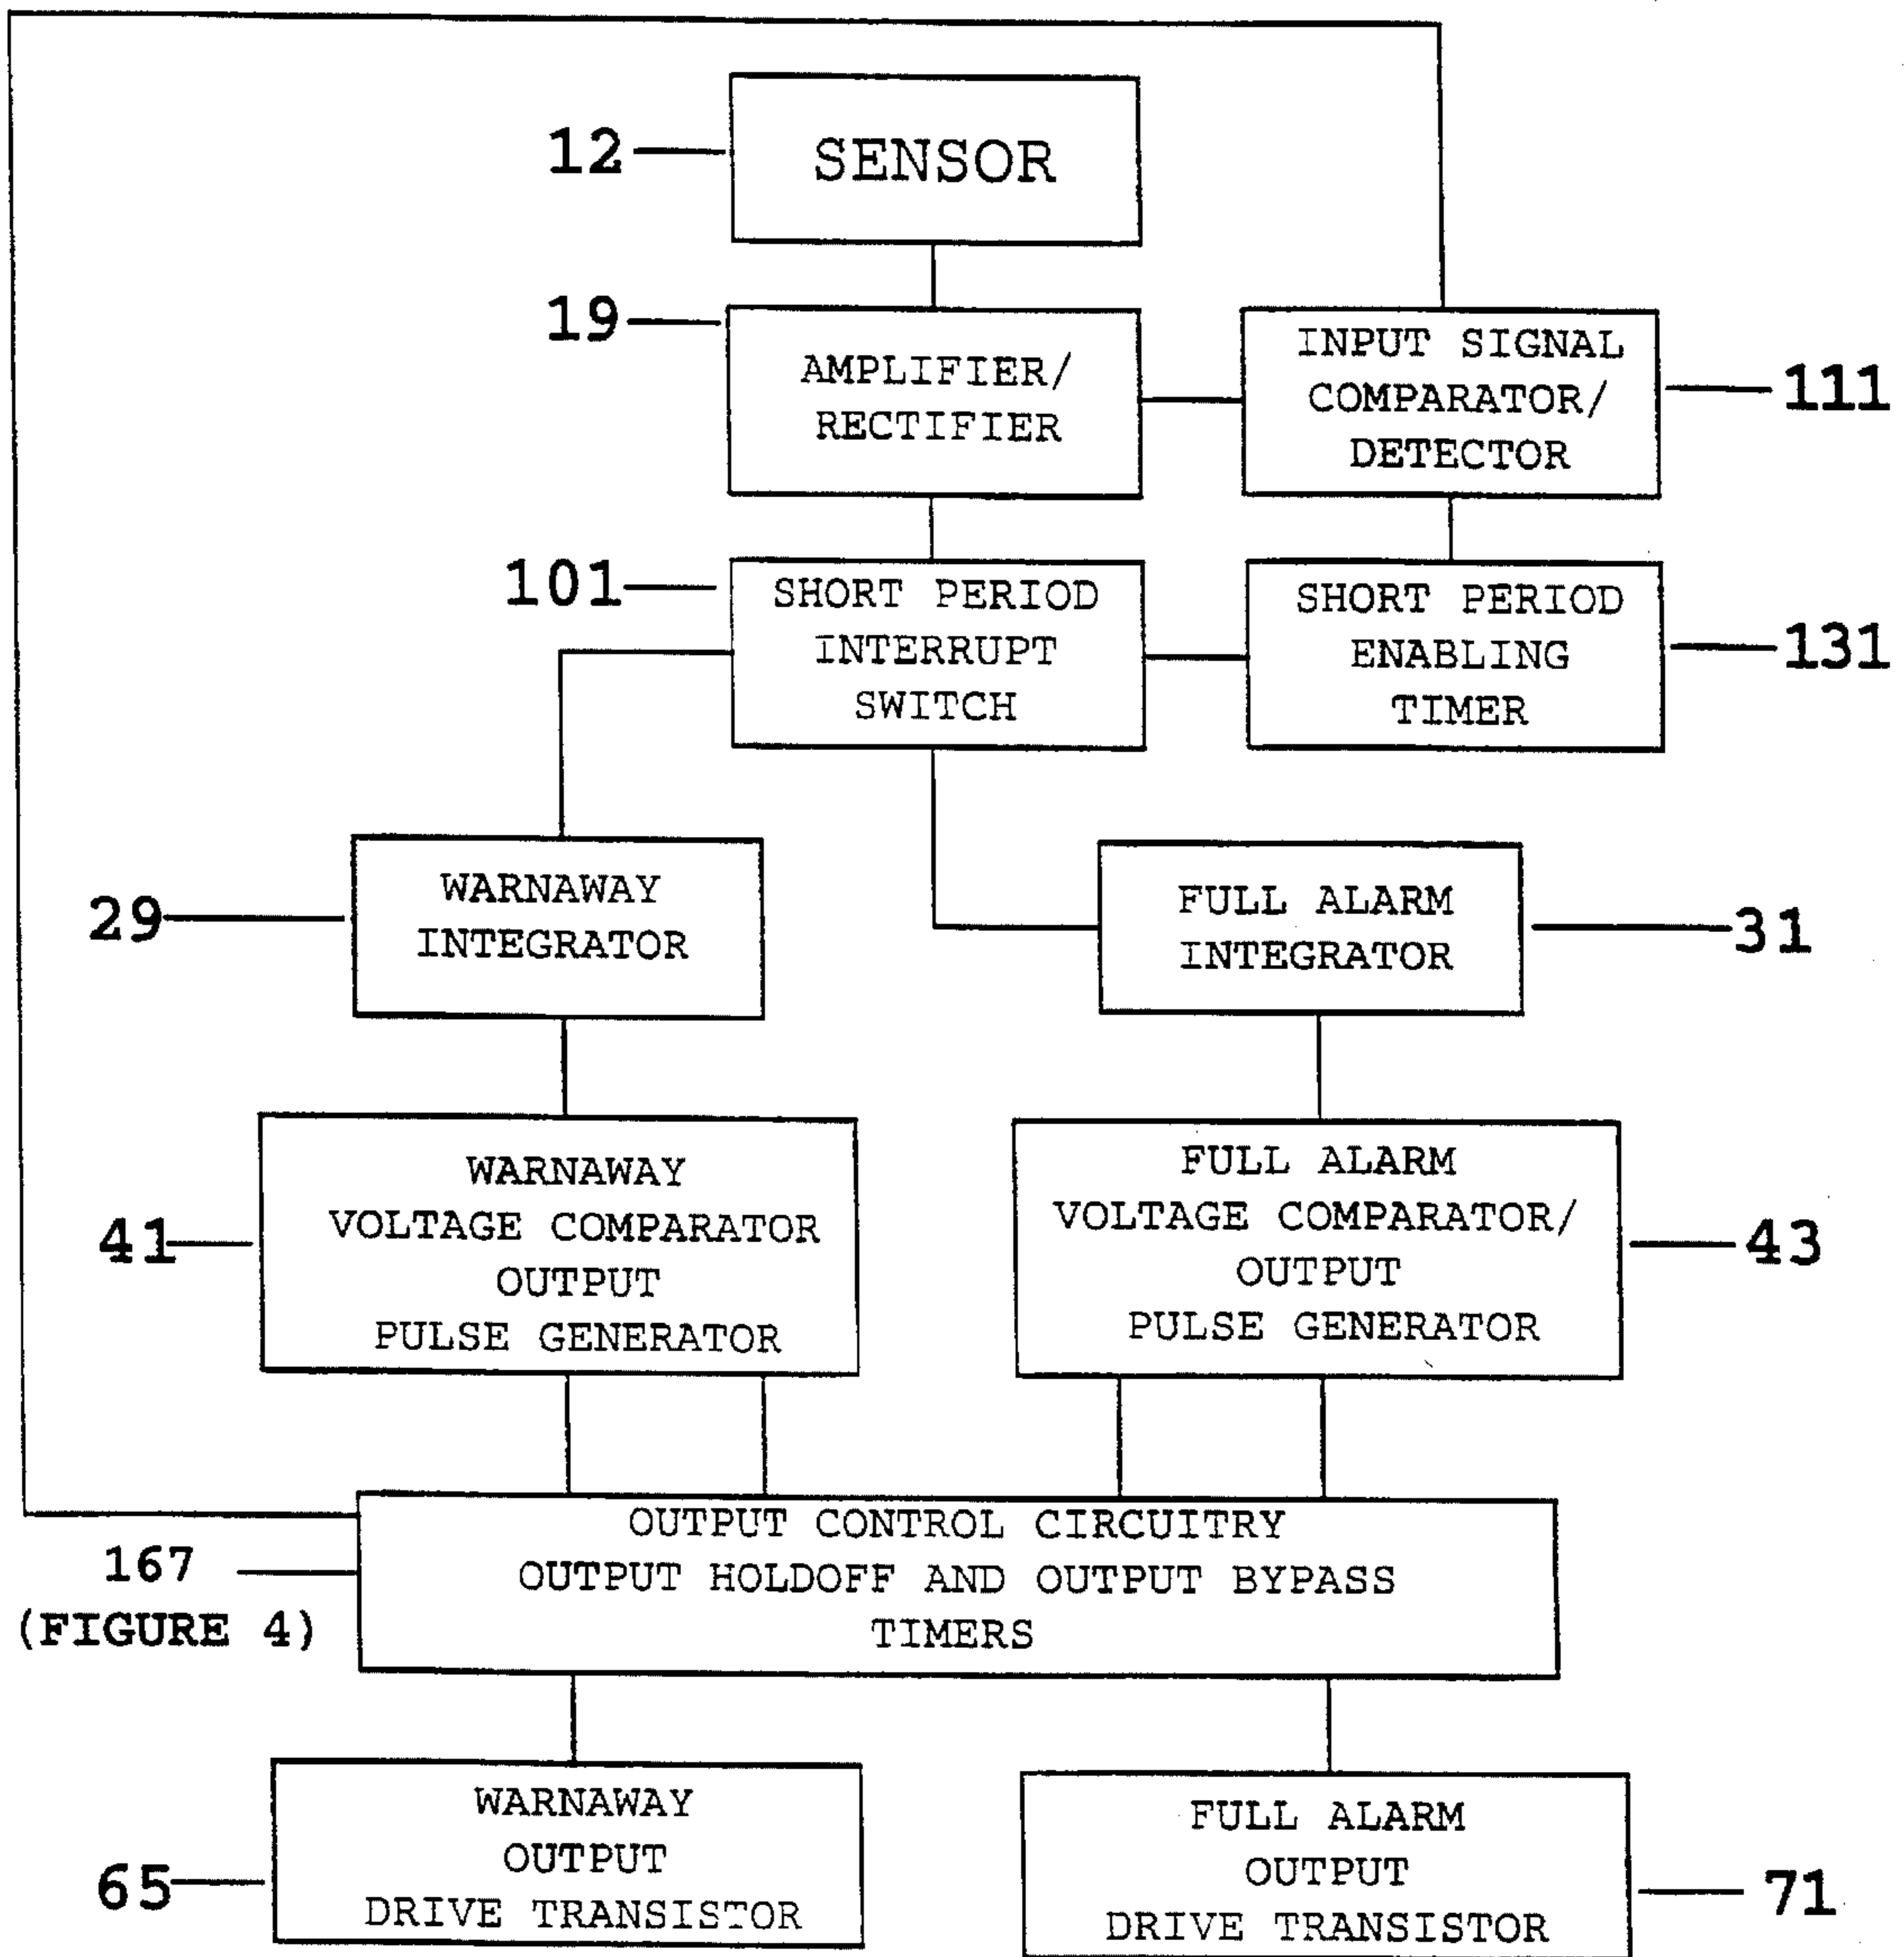 12
SENSOR
19
AMPLIFIER/
RECTIFIER
INPUT SIGNAL
COMPARATOR/
DETECTOR
111
101
SHORT PERIOD
INTERRUPT
SWITCH
SHORT PERIOD
ENABLING
TIMER
131
29
WARNAWAY
INTEGRATOR
FULL ALARM
INTEGRATOR
31
41
WARNAWAY
VOLTAGE COMPARATOR
OUTPUT
PULSE GENERATOR
FULL ALARM
VOLTAGE COMPARATOR/
OUTPUT
PULSE GENERATOR
43
167
(FIGURE 4)
OUTPUT CONTROL CIRCUITRY
OUTPUT HOLDOFF AND OUTPUT BYPASS
TIMERS
65
WARNAWAY
OUTPUT
DRIVE TRANSISTOR
FULL ALARM
OUTPUT
DRIVE TRANSISTOR
71